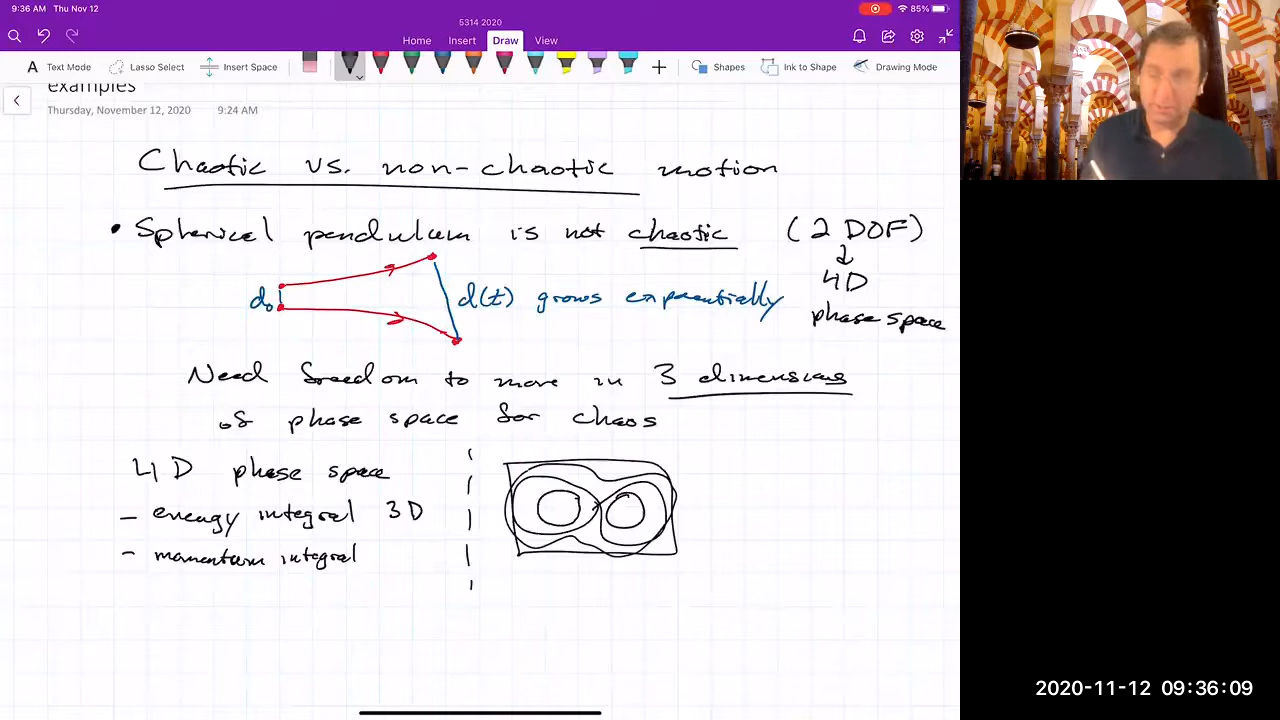 9:36 AM Thu Nov 12
85%
5314 2020
Home Insert Draw View
Text Mode Lasso Select Insert Space Shapes Ink to Shape Drawing Mode
examples
Thursday, November 12, 2020 9:24 AM
Chaotic vs. non-chaotic motion
• Spherical pendulum is not chaotic (2 DOF)
↓
4D
phase space
d₀ d(t) grows exponentially
Need freedom to move in 3 dimensions
of phase space for chaos
4D phase space
- energy integral 3D
- momentum integral
2020-11-12 09:36:09